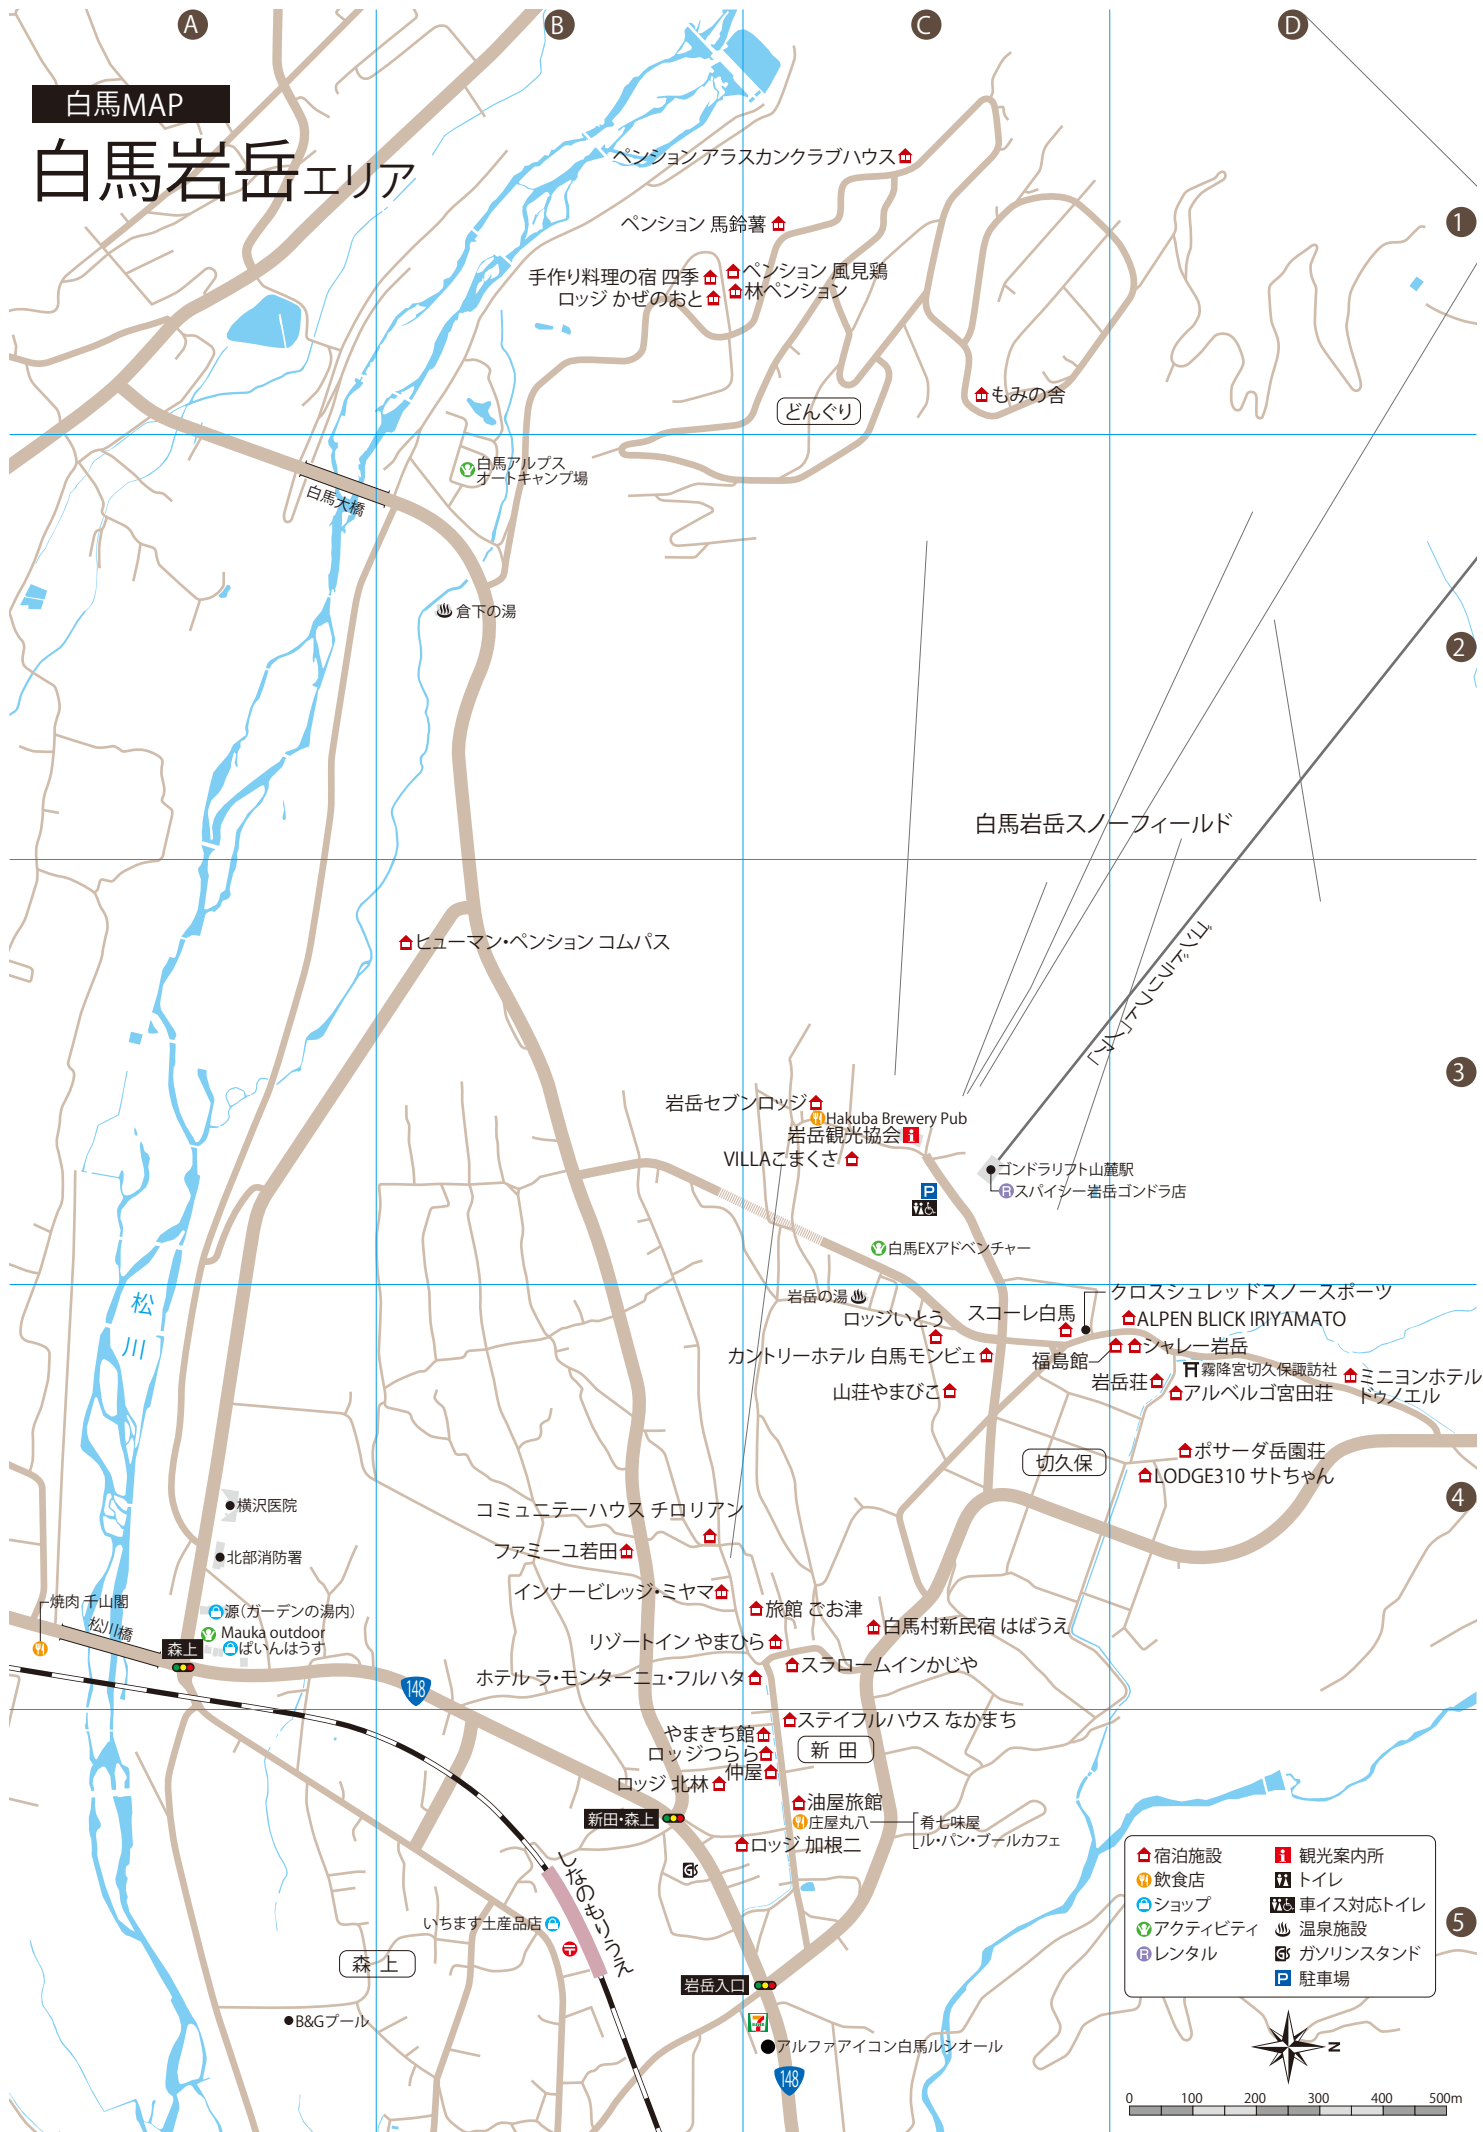 A
B
C
D
白馬MAP
白馬岩岳エリア
1
ペンション アラスカンクラブハウス
ペンション 馬鈴薯
手作り料理の宿 四季
ペンション 風見鶏
ロッジ かぜのおと
林ペンション
もみの舎
どんぐり
白馬アルプス
オートキャンプ場
白馬大橋
倉下の湯
2
白馬岩岳スノーフィールド
ゴンドラリフト「ノア」
ヒューマン・ペンション コムパス
3
岩岳セブンロッジ
Hakuba Brewery Pub
岩岳観光協会
VILLAこまくさ
ゴンドラリフト山麓駅
スパイシー岩岳ゴンドラ店
P
白馬EXアドベンチャー
岩岳の湯
ロッジいとう
スコーレ白馬
クロスシュレッドスノースポーツ
ALPEN BLICK IRIYAMATO
カントリーホテル 白馬モンビェ
福島館
シャレー岩岳
霧降宮切久保諏訪社
ミニヨンホテル
ドゥノエル
山荘やまびこ
岩岳荘
アルベルゴ宮田荘
ポサーダ岳園荘
切久保
LODGE310 サトちゃん
4
松川
横沢医院
コミュニテーハウス チロリアン
北部消防署
ファミーユ若田
インナービレッジ・ミヤマ
焼肉 千山閣
松川橋
源(ガーデンの湯内)
Mauka outdoor
ぱいんはうす
森上
旅館 ごお津
白馬村新民宿 はばうえ
リゾートイン やまひら
スラロームインかじや
ホテル ラ・モンターニュ・フルハタ
148
ステイフルハウス なかまち
やまきち館
新 田
ロッジつらら
仲屋
ロッジ 北林
新田・森上
油屋旅館
庄屋丸八
肴七味屋
ル・パン・ブールカフェ
ロッジ 加根二
しなのもりうえ
いちます土産品店
森 上
岩岳入口
B&Gプール
アルファアイコン白馬ルシオール
148
5
宿泊施設
飲食店
ショップ
アクティビティ
R レンタル
観光案内所
トイレ
車イス対応トイレ
温泉施設
ガソリンスタンド
P 駐車場
N
0 100 200 300 400 500m